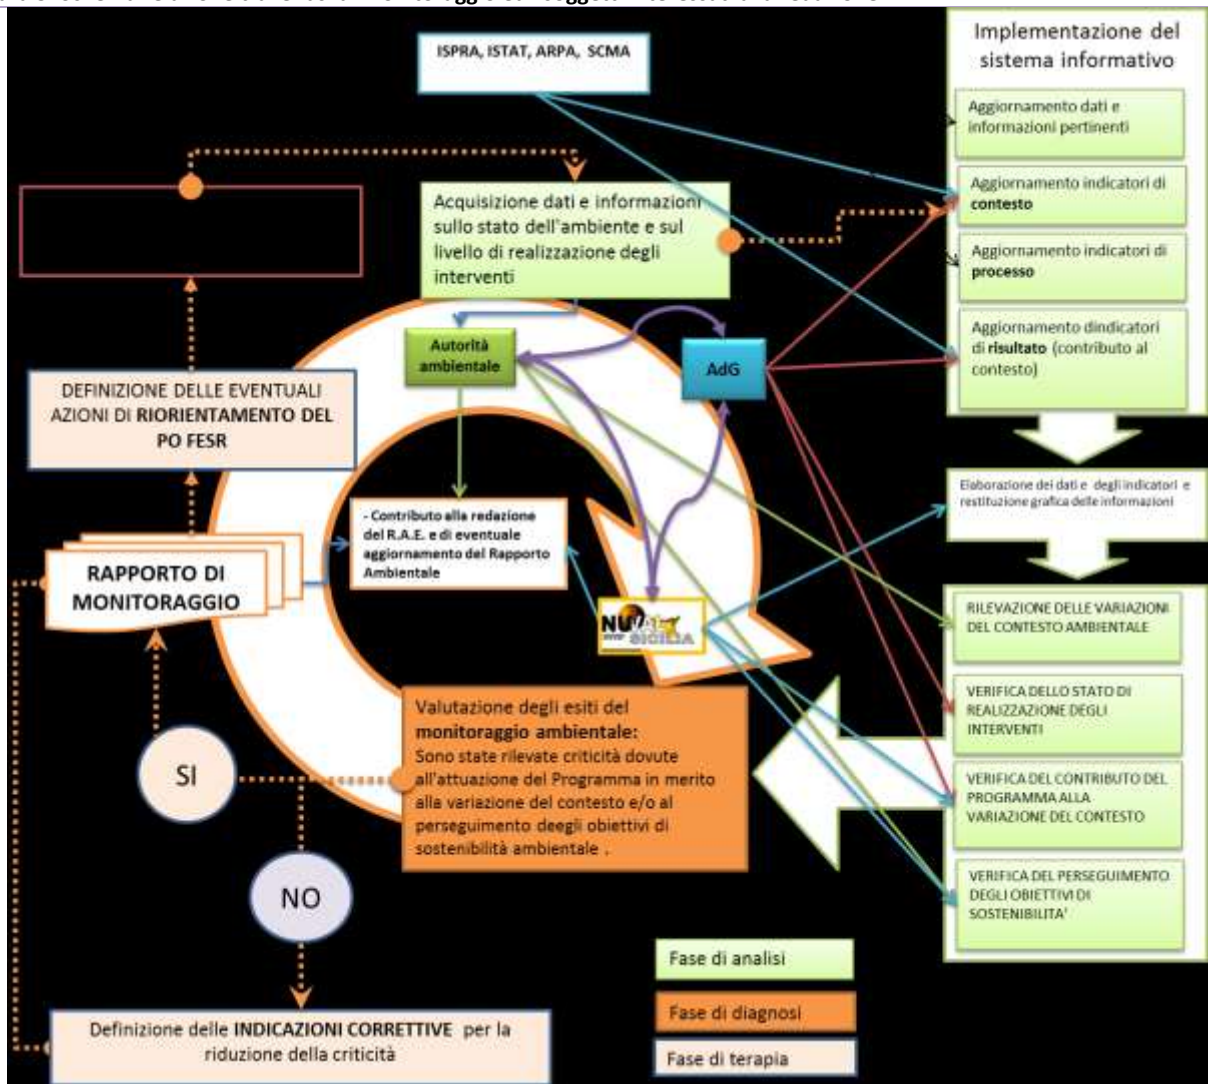 ISPRA, ISTAT, ARPA, SCMA
Implementazione del
sistema informativo
Aggiornamento dati e
informazioni pertinenti
Aggiornamento indicatori di
contesto
Aggiornamento indicatori di
processo
Aggiornamento dindicatori
di risultato (contributo al
contesto)
Acquisizione dati e informazioni
sullo stato dell'ambiente e sul
livello di realizzazione degli
interventi
Autorità
ambientale
AdG
DEFINIZIONE DELLE EVENTUALI
AZIONI DI RIORIENTAMENTO DEL
PO FESR
Elaborazione dei dati e degli indicatori e
restituzione grafica delle informazioni
- Contributo alla redazione
del R.A.E. e di eventuale
aggiornamento del Rapporto
Ambientale
RAPPORTO DI
MONITORAGGIO
NUVAL
SICILIA
RILEVAZIONE DELLE VARIAZIONI
DEL CONTESTO AMBIENTALE
VERIFICA DELLO STATO DI
REALIZZAZIONE DEGLI
INTERVENTI
VERIFICA DEL CONTRIBUTO DEL
PROGRAMMA ALLA
VARIAZIONE DEL CONTESTO
VERIFICA DEL PERSEGUIMENTO
DEGLI OBIETTIVI DI
SOSTENIBILITA'
Valutazione degli esiti del
monitoraggio ambientale:
Sono state rilevate criticità dovute
all'attuazione del Programma in merito
alla variazione del contesto e/o al
perseguimento deegli obiettivi di
sostenibilità ambientale .
SI
NO
Definizione delle INDICAZIONI CORRETTIVE per la
riduzione della criticità
Fase di analisi
Fase di diagnosi
Fase di terapia